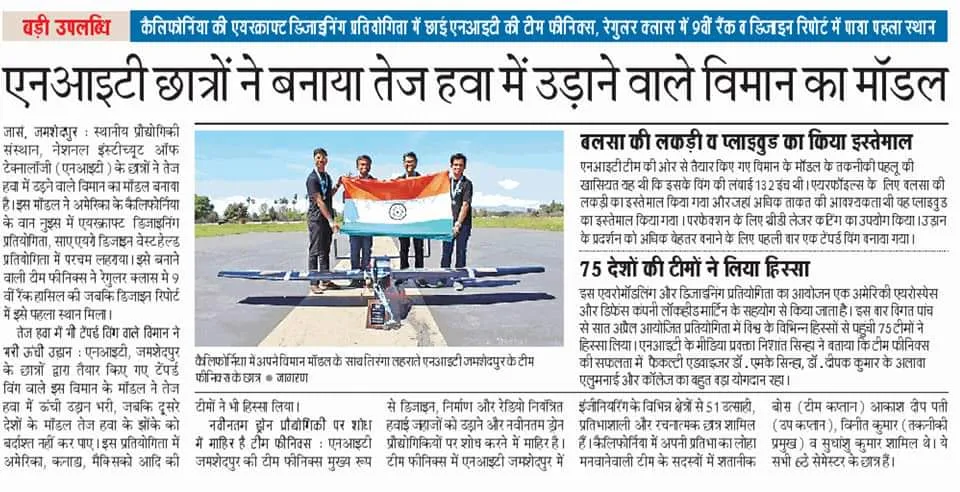 बड़ी उपलब्धि
कैलिफोर्निया की एयरक्राफ्ट डिजाइनिंग प्रतियोगिता में छाई एनआइटी की टीम फीनिक्स, रेगुलर क्लास में 9वीं रैंक व डिजाइन रिपोर्ट में पाया पहला स्थान
एनआइटी छात्रों ने बनाया तेज हवा में उड़ाने वाले विमान का मॉडल
जासं, जमशेदपुर : स्थानीय प्रौद्योगिकी
संस्थान, नेशनल इंस्टीच्यूट ऑफ
टेक्नालॉजी (एनआइटी) के छात्रों ने तेज
हवा में उड़ने वाले विमान का मॉडल बनाया
है। इस मॉडल ने अमेरिका के कैलिफोर्निया
के वान नुइस में एयरक्राफ्ट डिजाइनिंग
प्रतियोगिता, साए एयरो डिजाइन वेस्ट हेल्ड
प्रतियोगिता में परचम लहराया। इसे बनाने
वाली टीम फीनिक्स ने रेगुलर क्लास मे 9
वीं रैंक हासिल की जबकि डिजाइन रिपोर्ट
में इसे पहला स्थान मिला।
तेज हवा में भी टेंपर्ड विंग वाले विमान ने
भरी ऊंची उड़ान : एनआइटी, जमशेदपुर
के छात्रों द्वारा तैयार किए गए टेंपर्ड
विंग वाले इस विमान के मॉडल ने तेज
हवा में ऊंची उड़ान भरी, जबकि दूसरे
देशों के मॉडल तेज हवा के झोंके को
बर्दाश्त नहीं कर पाए। इस प्रतियोगिता में
अमेरिका, कनाडा, मैक्सिको आदि की
कैलिफोर्निया में अपने विमान मॉडल के साथ तिरंगा लहराते एनआइटी जमशेदपुर के टीम
फीनिक्स के छात्र ● जागरण
टीमों ने भी हिस्सा लिया।
नवीनतम ड्रोन प्रौद्योगिकी पर शोध
में माहिर है टीम फीनिक्स : एनआइटी
जमशेदपुर की टीम फीनिक्स मुख्य रूप
से डिजाइन, निर्माण और रेडियो नियंत्रित
हवाई जहाजों को उड़ाने और नवीनतम ड्रोन
प्रौद्योगिकियों पर शोध करने में माहिर है।
टीम फीनिक्स में एनआइटी जमशेदपुर में
बलसा की लकड़ी व प्लाइवुड का किया इस्तेमाल
एनआइटी टीम की ओर से तैयार किए गए विमान के मॉडल के तकनीकी पहलू की
खासियत यह थी कि इसके विंग की लंबाई 132 इंच थी। एयरफॉइल्स के लिए बलसा की
लकड़ी का इस्तेमाल किया गया और जहां अधिक ताकत की आवश्यकता थी वह प्लाइवुड
का इस्तेमाल किया गया। परफेक्शन के लिए थ्रीडी लेजर कटिंग का उपयोग किया। उड़ान
के प्रदर्शन को अधिक बेहतर बनाने के लिए पहली बार एक टेंपर्ड विंग बनाया गया।
75 देशों की टीमों ने लिया हिस्सा
इस एयरोमॉडलिंग और डिजाइनिंग प्रतियोगिता का आयोजन एक अमेरिकी एयरोस्पेस
और डिफेंस कंपनी लॉकहीड मार्टिन के सहयोग से किया जाता है। इस बार विगत पांच
से सात अप्रैल आयोजित प्रतियोगिता में विश्व के विभिन्न हिस्सों से पहुंची 75 टीमों ने
हिस्सा लिया। एनआइटी के मीडिया प्रवक्ता निशांत सिन्हा ने बताया कि टीम फीनिक्स
की सफलता में फैकल्टी एडवाइजर डॉ. एमके सिन्हा, डॉ. दीपक कुमार के अलावा
एलुमनाई और कॉलेज का बहुत बड़ा योगदान रहा।
इंजीनियरिंग के विभिन्न क्षेत्रों से 51 उत्साही,
प्रतिभाशाली और रचनात्मक छात्र शामिल
हैं। कैलिफोर्निया में अपनी प्रतिभा का लोहा
मनवानेवाली टीम के सदस्यों में शतानीक
बोस (टीम कप्तान) आकाश दीप पती
(उप कप्तान), विनीत कुमार (तकनीकी
प्रमुख) व सुधांशु कुमार शामिल थे। ये
सभी 6ठे सेमेस्टर के छात्र हैं।